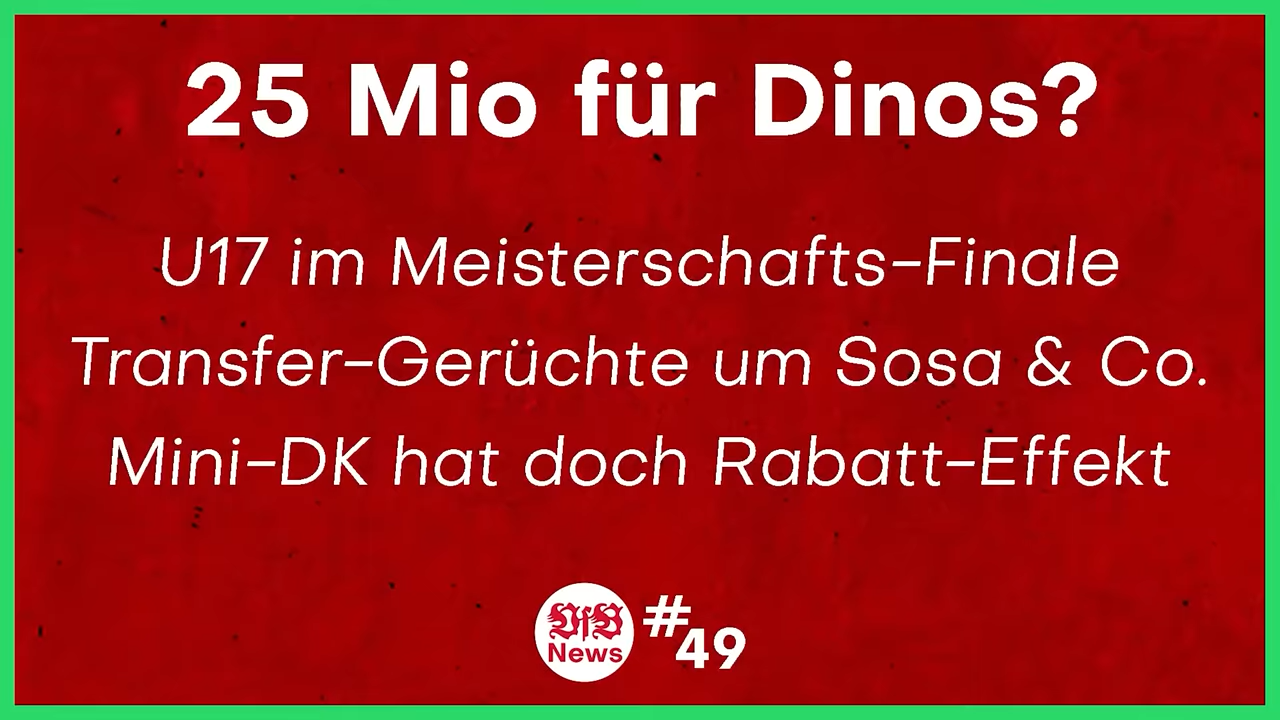 25 Mio für Dinos?
U17 im Meisterschafts-Finale
Transfer-Gerüchte um Sosa & Co.
Mini-DK hat doch Rabatt-Effekt
VfB
News
#49